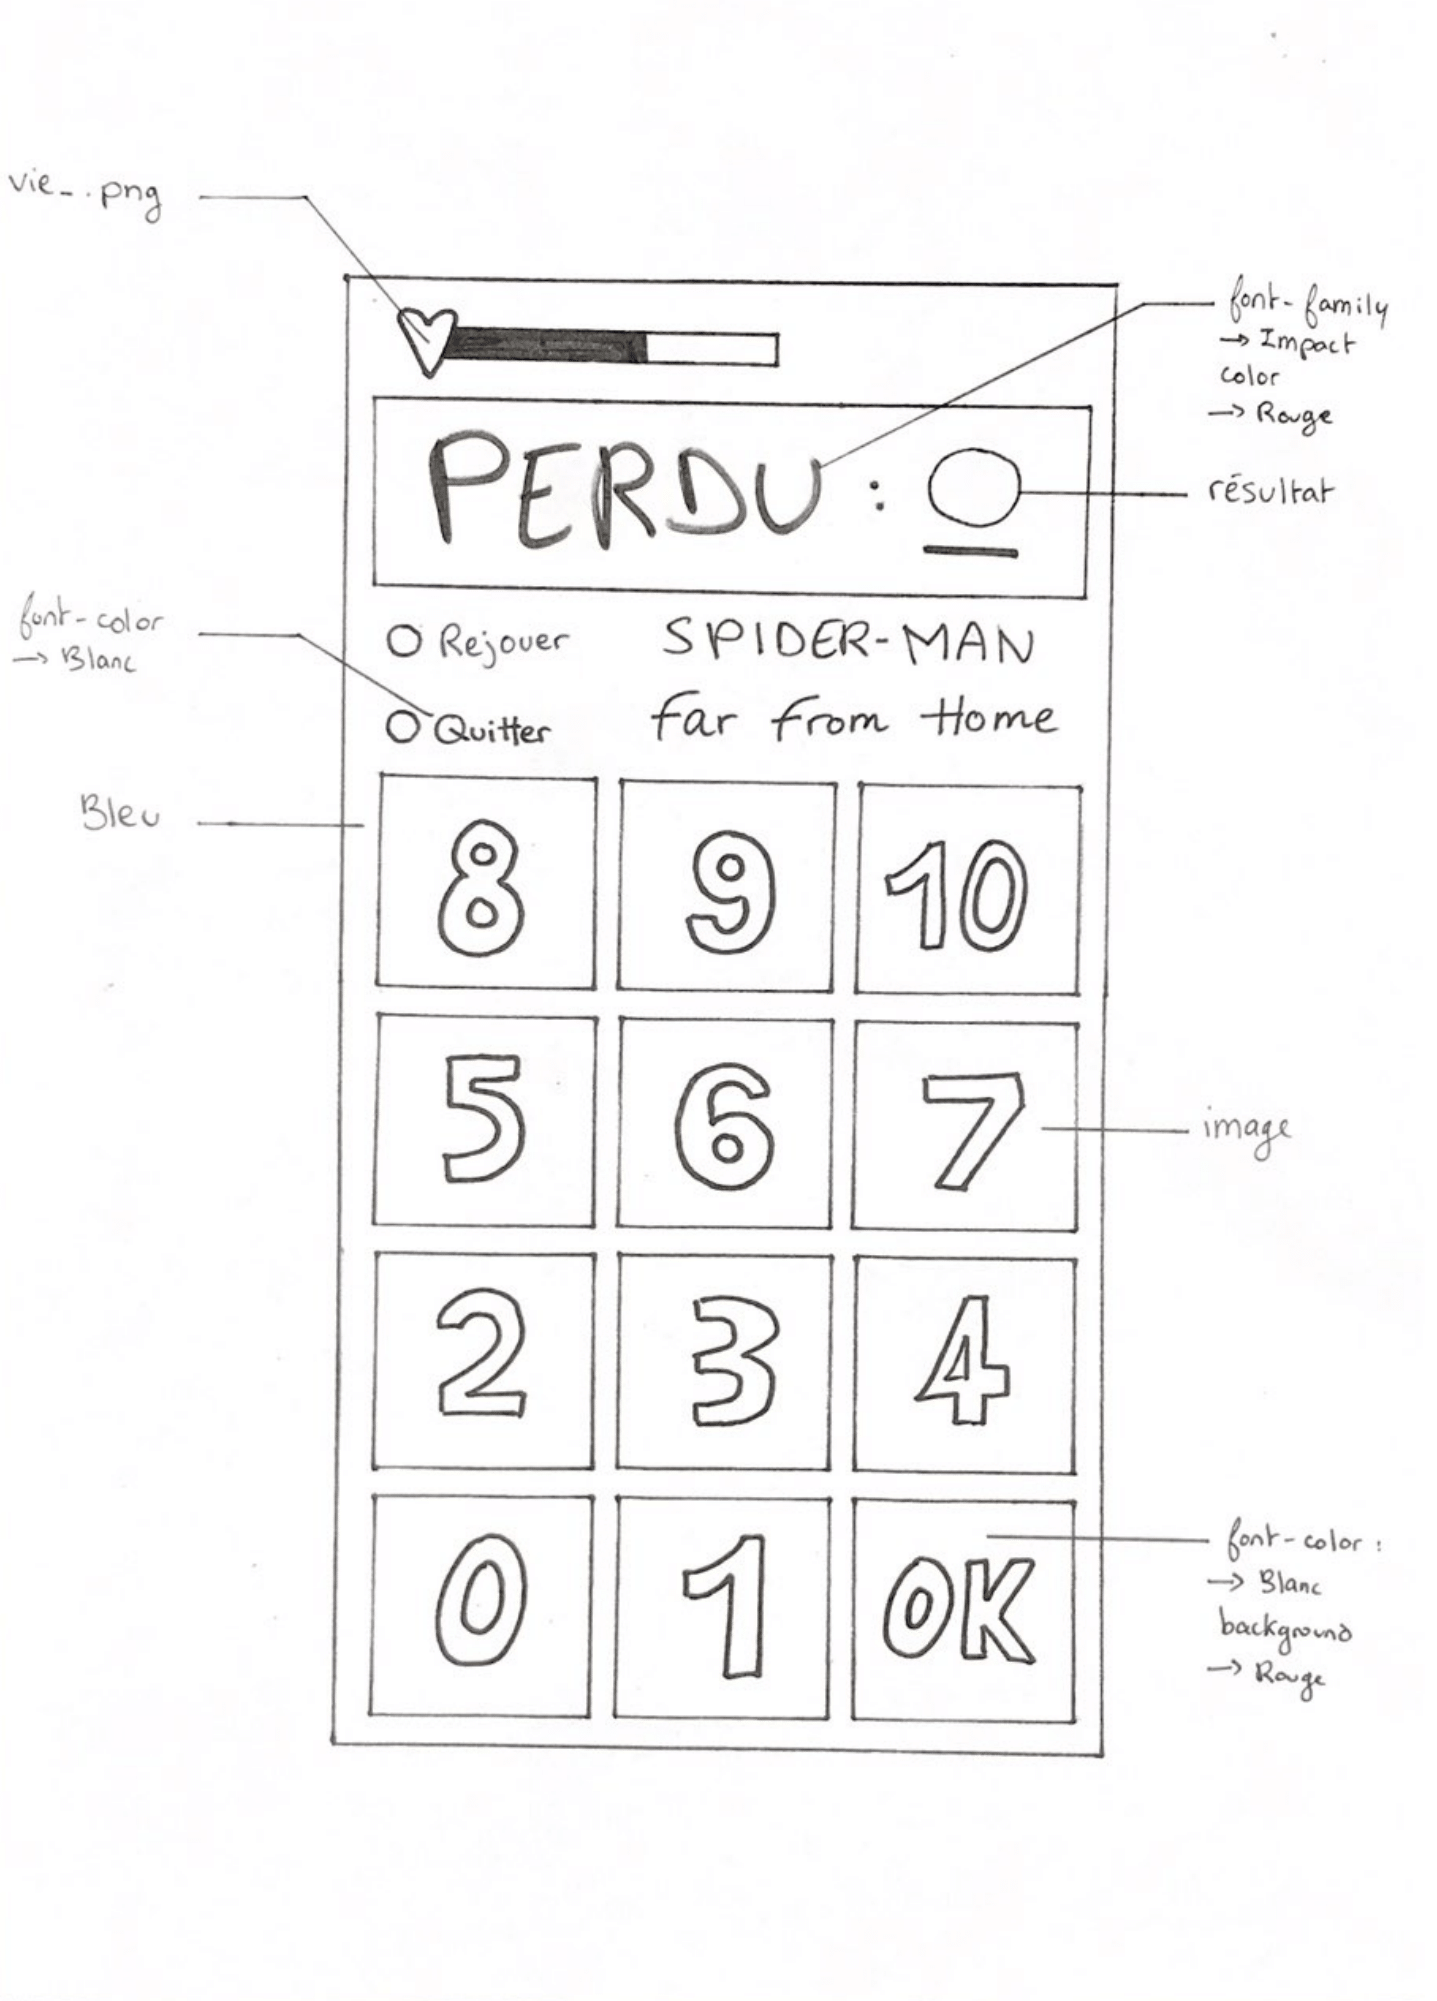 vie_.png
font-family
→ Impact
color
→ Rouge
PERDU :
résultat
font-color
→ Blanc
Rejouer
SPIDER-MAN
Quitter
Far From Home
Bleu
8
9
10
5
6
7
image
2
3
4
0
1
OK
font-color :
→ Blanc
background
→ Rouge